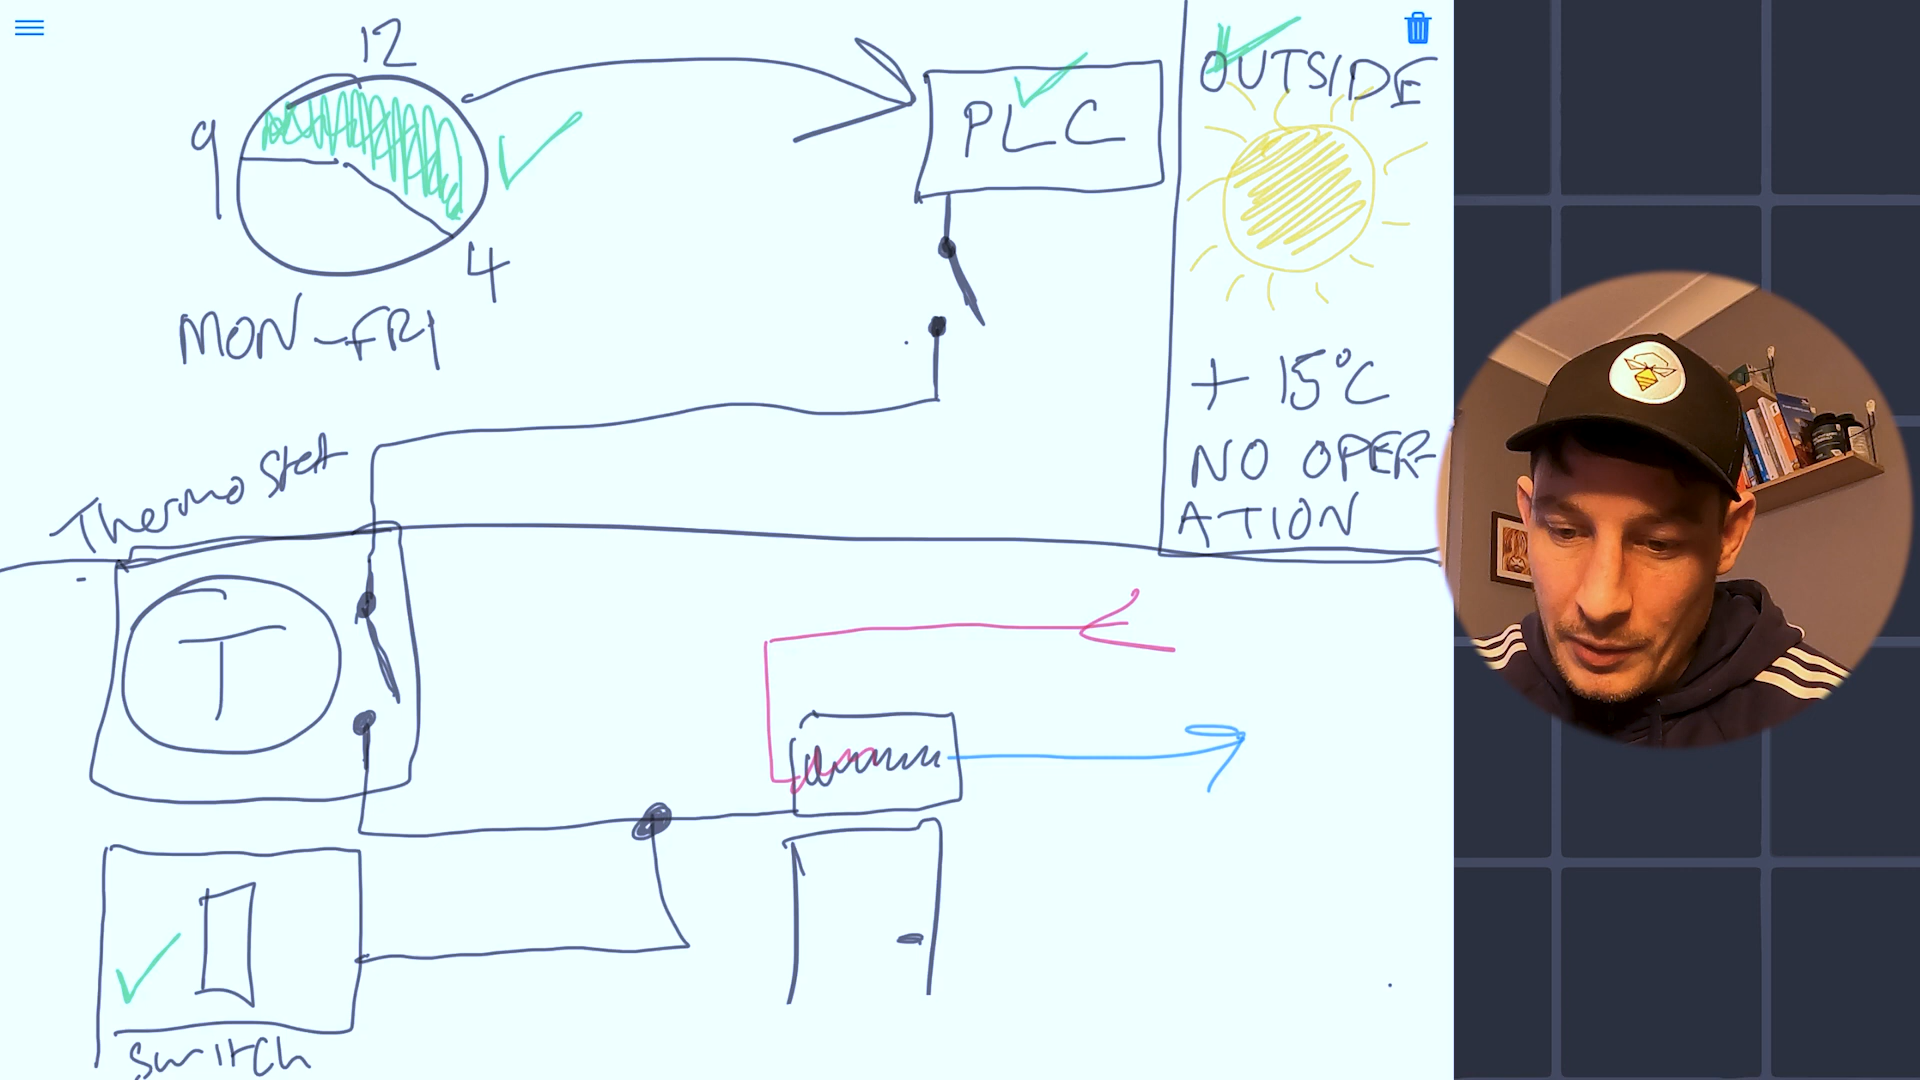 12
9
4
MON-FRI
PLC
OUTSIDE
+ 15°C
NO OPER-
ATION
Thermostat
T
SWITCH